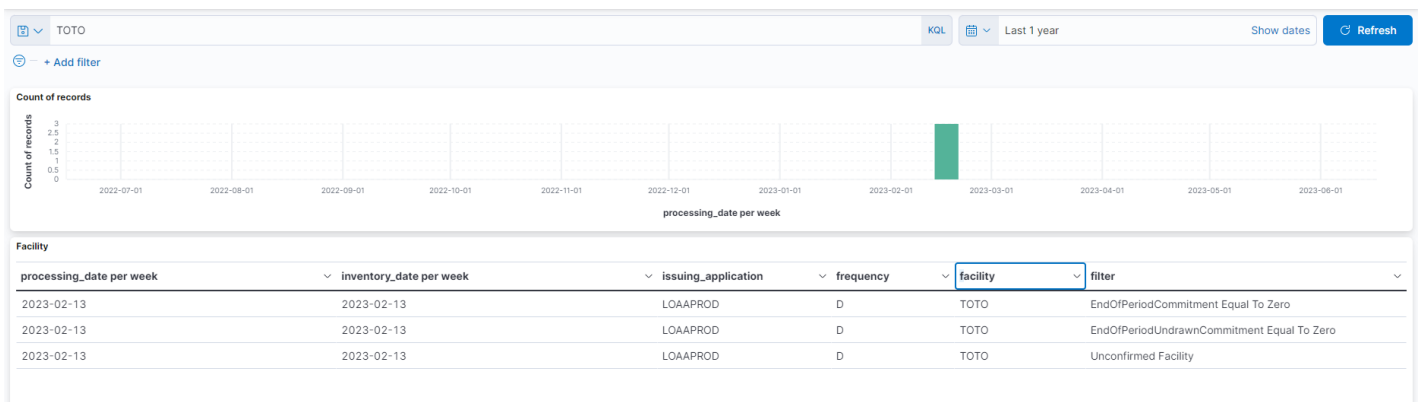 TOTO KQL Last 1 year Show dates Refresh
+ Add filter
Count of records
Count of records
3
2.5
2
1.5
1
0.5
0
2022-07-01 2022-08-01 2022-09-01 2022-10-01 2022-11-01 2022-12-01 2023-01-01 2023-02-01 2023-03-01 2023-04-01 2023-05-01 2023-06-01
processing_date per week
Facility
processing_date per week inventory_date per week issuing_application frequency facility filter
2023-02-13 2023-02-13 LOAAPROD D TOTO EndOfPeriodCommitment Equal To Zero
2023-02-13 2023-02-13 LOAAPROD D TOTO EndOfPeriodUndrawnCommitment Equal To Zero
2023-02-13 2023-02-13 LOAAPROD D TOTO Unconfirmed Facility